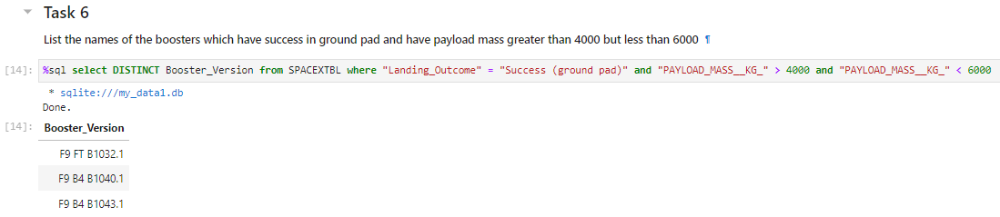 Task 6
List the names of the boosters which have success in ground pad and have payload mass greater than 4000 but less than 6000 ¶
[14]: %sql select DISTINCT Booster_Version from SPACEXTBL where "Landing_Outcome" = "Success (ground pad)" and "PAYLOAD_MASS__KG_" > 4000 and "PAYLOAD_MASS__KG_" < 6000
* sqlite:///my_data1.db
Done.
[14]: Booster_Version
F9 FT B1032.1
F9 B4 B1040.1
F9 B4 B1043.1